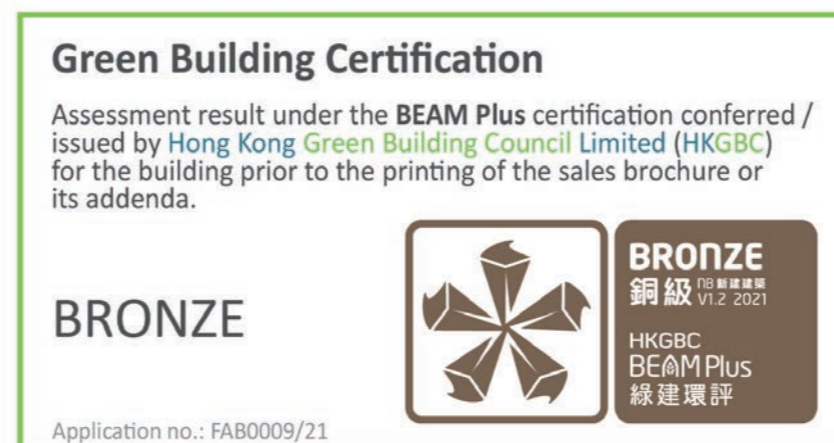 Green Building Certification
Assessment result under the BEAM Plus certification conferred /
issued by Hong Kong Green Building Council Limited (HKGBC)
for the building prior to the printing of the sales brochure or
its addenda.
BRONZE
BRONZE
銅級 NB 新建建築
V1.2 2021
HKGBC
BEAM Plus
綠建環評
Application no.: FAB0009/21